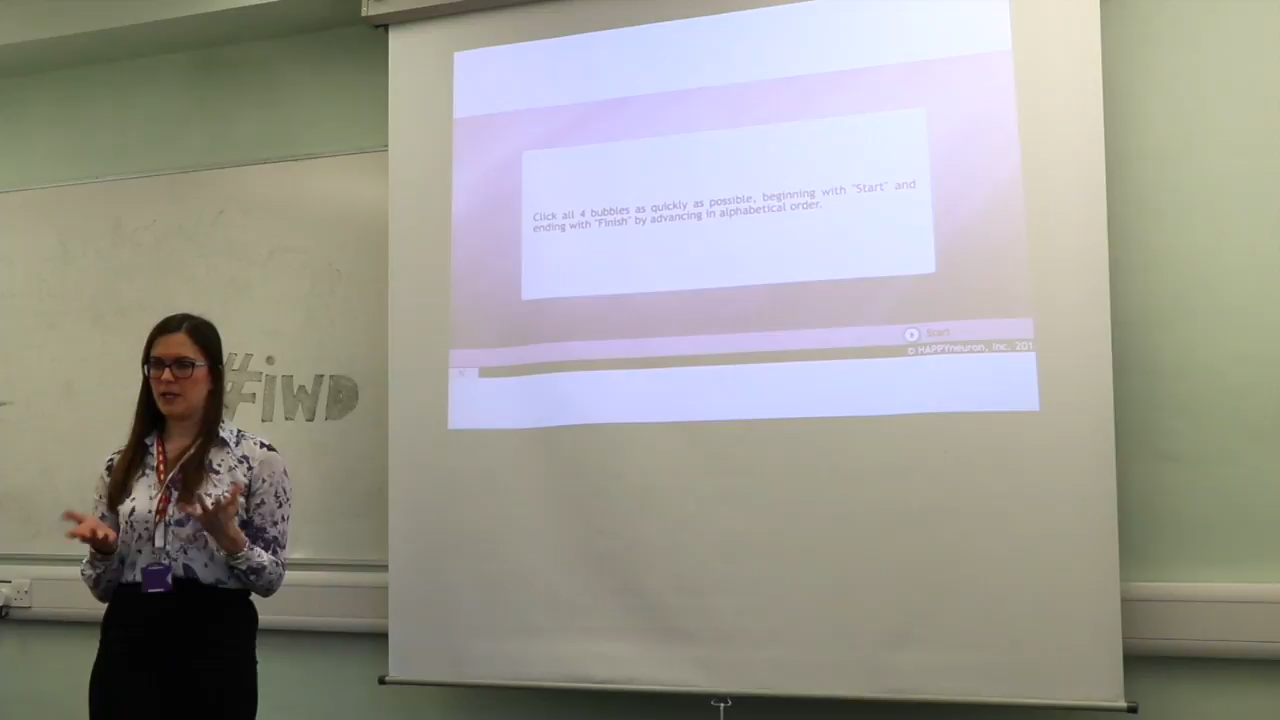 Click all 4 bubbles as quickly as possible, beginning with "Start" and
ending with "Finish" by advancing in alphabetical order.
Start
© HAPPYneuron, Inc. 201
#iWD